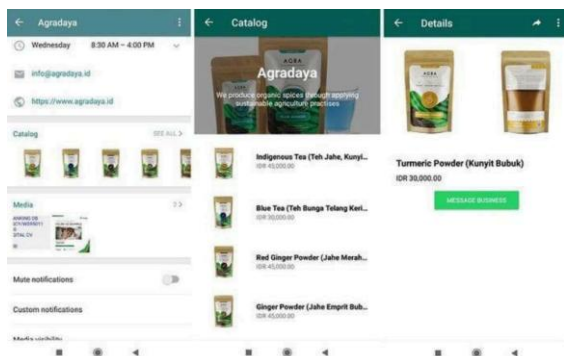 Agradaya
Wednesday 8:30 AM – 4:00 PM
info@agradaya.id
https://www.agradaya.id
Catalog SEE ALL >
Media
Mute notifications
Custom notifications
Media visibility
Catalog
AGRA
Agradaya
We produce organic spices through applying
sustainable agriculture practises
Indigenous Tea (Teh Jahe, Kunyi...
IDR 45,000.00
Blue Tea (Teh Bunga Telang Keri...
IDR 30,000.00
Red Ginger Powder (Jahe Merah...
IDR 45,000.00
Ginger Powder (Jahe Emprit Bub...
IDR 45,000.00
Details
AGRA
Turmeric Powder (Kunyit Bubuk)
IDR 30,000.00
MESSAGE BUSINESS